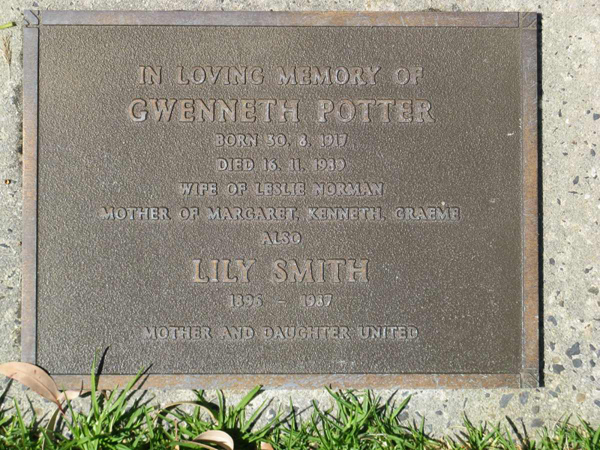 IN LOVING MEMORY OF
GWENNETH POTTER
BORN 30. 8. 1917
DIED 16. 11. 1989
WIFE OF LESLIE NORMAN
MOTHER OF MARGARET, KENNETH, GRAEME
ALSO
LILY SMITH
1896 - 1987
MOTHER AND DAUGHTER UNITED